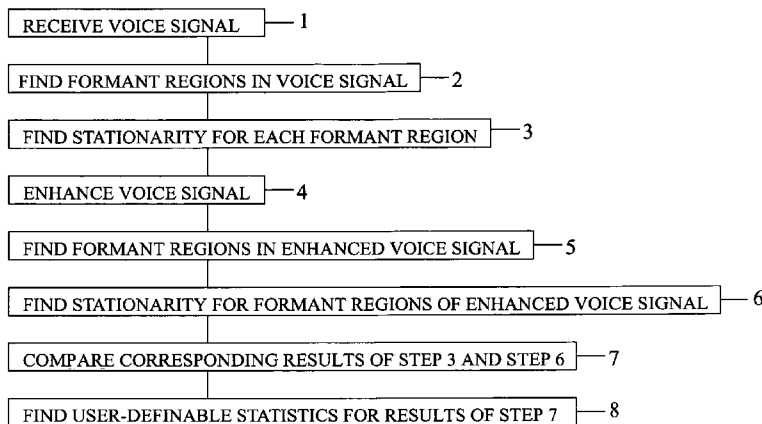 RECEIVE VOICE SIGNAL 1
FIND FORMANT REGIONS IN VOICE SIGNAL 2
FIND STATIONARITY FOR EACH FORMANT REGION 3
ENHANCE VOICE SIGNAL 4
FIND FORMANT REGIONS IN ENHANCED VOICE SIGNAL 5
FIND STATIONARITY FOR FORMANT REGIONS OF ENHANCED VOICE SIGNAL 6
COMPARE CORRESPONDING RESULTS OF STEP 3 AND STEP 6 7
FIND USER-DEFINABLE STATISTICS FOR RESULTS OF STEP 7 8